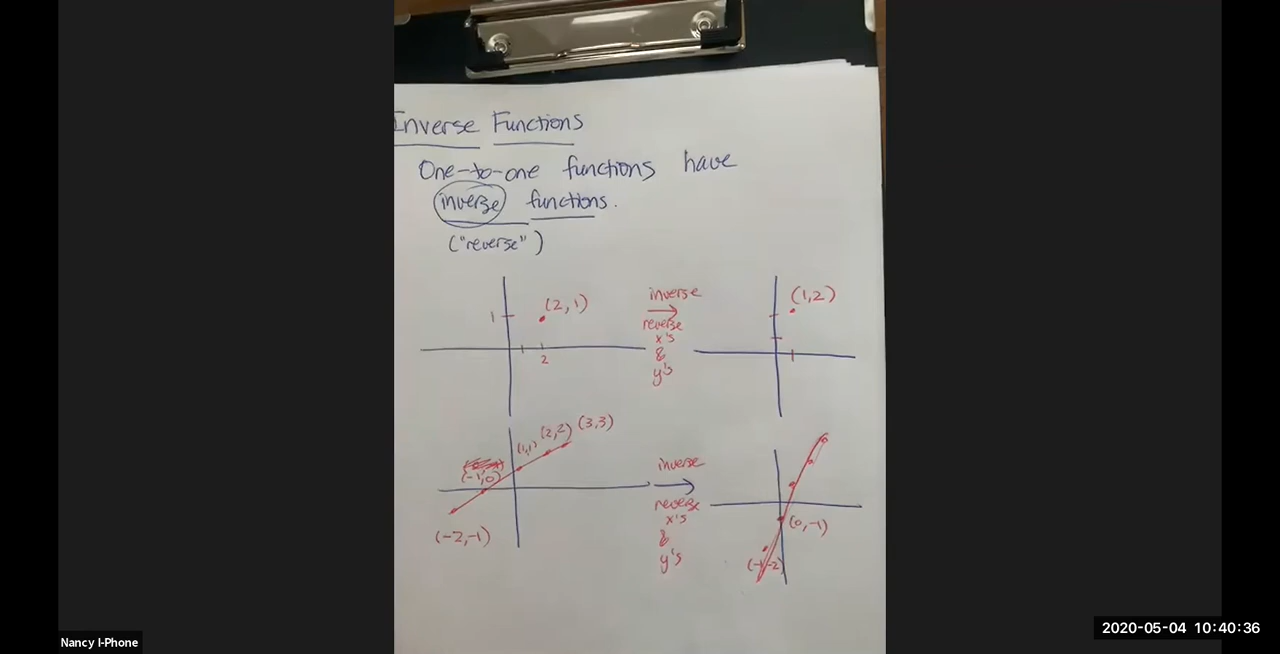 Inverse Functions
One-to-one functions have
inverse functions.
("reverse")
(2,1)
1
2
inverse
reverse
x's
&
y's
(1,2)
(-2,-1)
(-1,0)
(1,1)
(2,2)
(3,3)
inverse
reverse
x's
&
y's
(0,-1)
(-1,-2)
Nancy I-Phone
2020-05-04 10:40:36